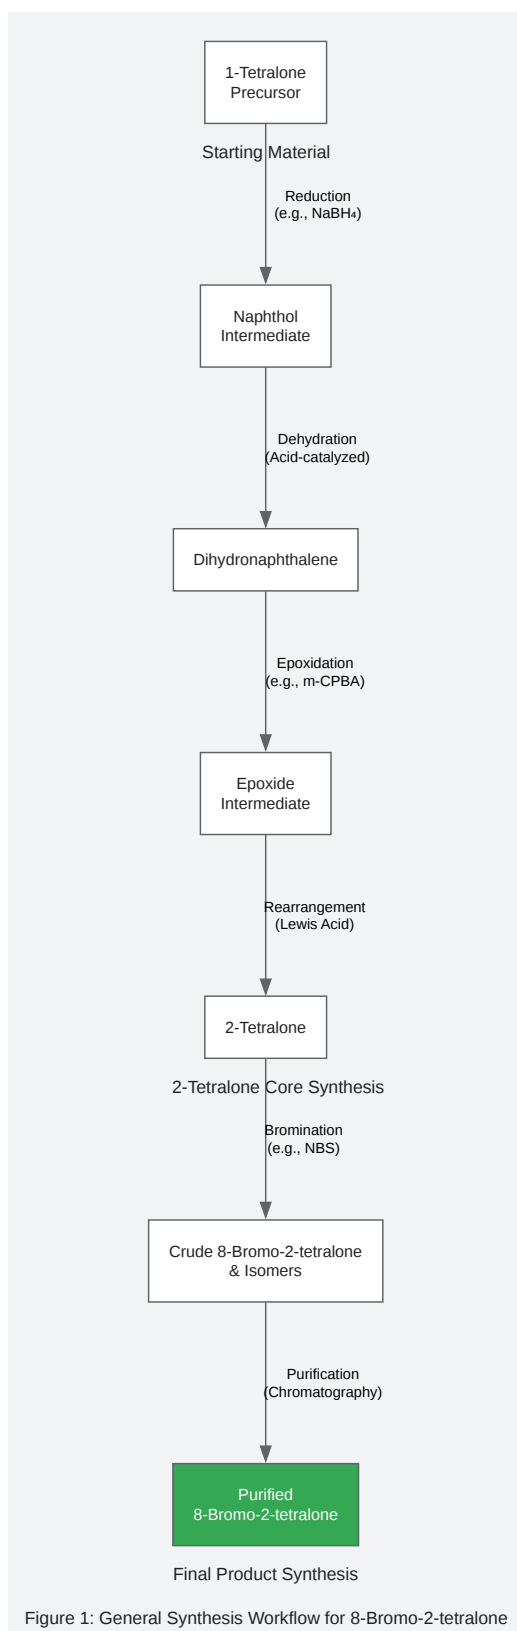 1-Tetralone
Precursor
Starting Material
Reduction
(e.g., NaBH₄)
Naphthol
Intermediate
Dehydration
(Acid-catalyzed)
Dihydronaphthalene
Epoxidation
(e.g., m-CPBA)
Epoxide
Intermediate
Rearrangement
(Lewis Acid)
2-Tetralone
2-Tetralone Core Synthesis
Bromination
(e.g., NBS)
Crude 8-Bromo-2-tetralone
& Isomers
Purification
(Chromatography)
Purified
8-Bromo-2-tetralone
Final Product Synthesis
Figure 1: General Synthesis Workflow for 8-Bromo-2-tetralone